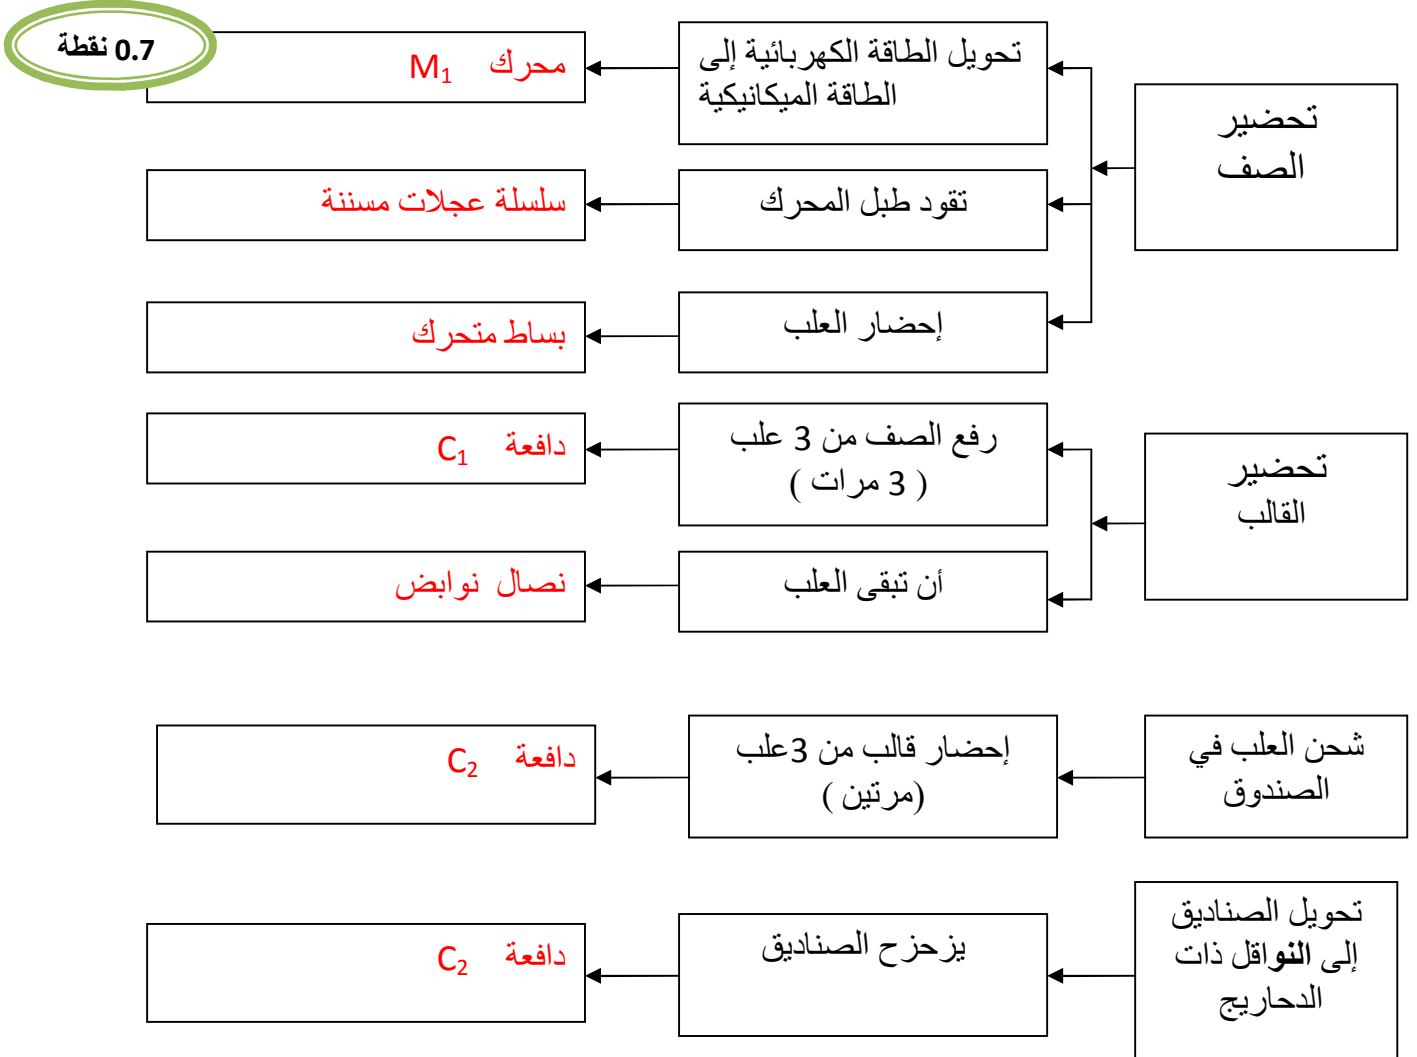 0.7 نقطة
تحضير
الصف
تحويل الطاقة الكهربائية إلى
الطاقة الميكانيكية
محرك M₁
تقود طبل المحرك
سلسلة عجلات مسننة
إحضار العلب
بساط متحرك
تحضير
القالب
رفع الصف من 3 علب
( 3 مرات )
دافعة C₁
أن تبقى العلب
نصال نوابض
شحن العلب في
الصندوق
إحضار قالب من 3علب
(مرتين )
دافعة C₂
تحويل الصناديق
إلى النواقل ذات
الدحاريج
يزحزح الصناديق
دافعة C₂